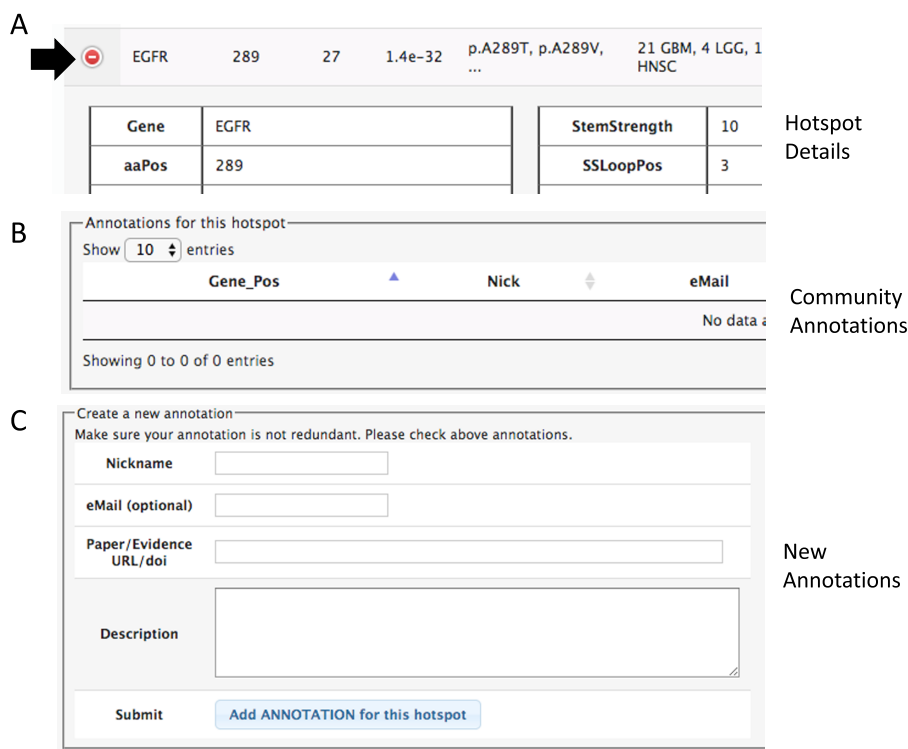 A
EGFR 289 27 1.4e-32 p.A289T, p.A289V, ... 21 GBM, 4 LGG, 1 HNSC
Gene EGFR StemStrength 10
aaPos 289 SSLoopPos 3
Hotspot
Details
B
Annotations for this hotspot
Show 10 entries
Gene_Pos Nick eMail
No data a
Showing 0 to 0 of 0 entries
Community
Annotations
C
Create a new annotation
Make sure your annotation is not redundant. Please check above annotations.
Nickname
eMail (optional)
Paper/Evidence
URL/doi
Description
Submit Add ANNOTATION for this hotspot
New
Annotations